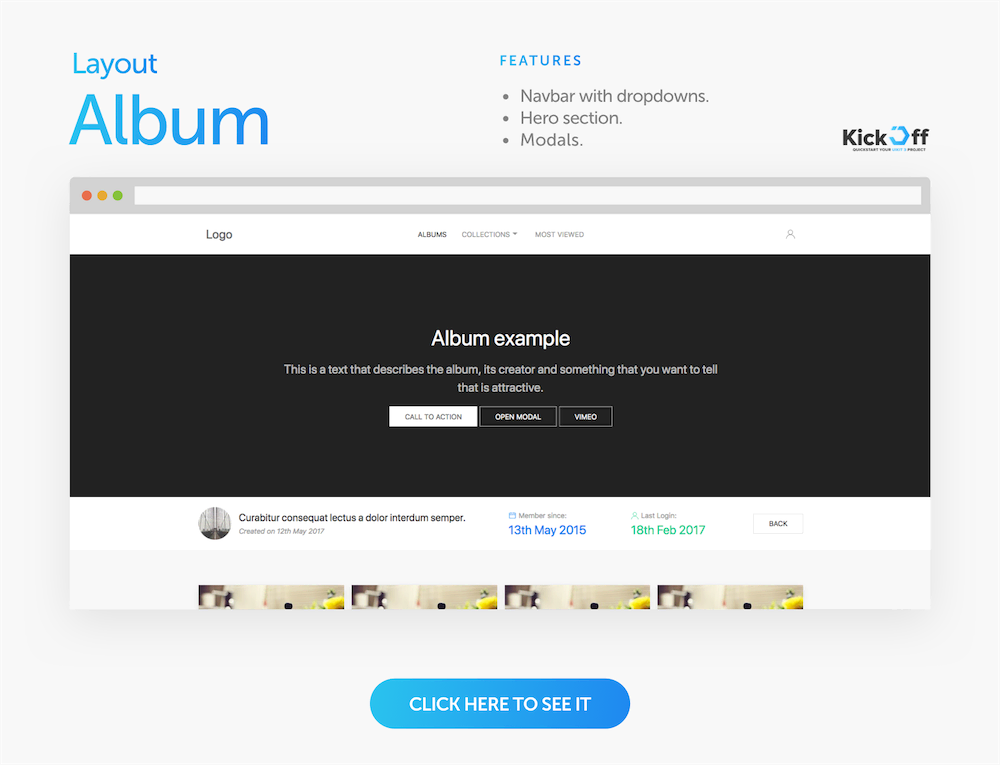 Layout
Album
FEATURES
• Navbar with dropdowns.
• Hero section.
• Modals.
KickOff
QUICKSTART YOUR UIKIT 3 PROJECT
Logo
ALBUMS
COLLECTIONS
MOST VIEWED
Album example
This is a text that describes the album, its creator and something that you want to tell
that is attractive.
CALL TO ACTION
OPEN MODAL
VIMEO
Curabitur consequat lectus a dolor interdum semper.
Created on 12th May 2017
Member since:
13th May 2015
Last Login:
18th Feb 2017
BACK
CLICK HERE TO SEE IT